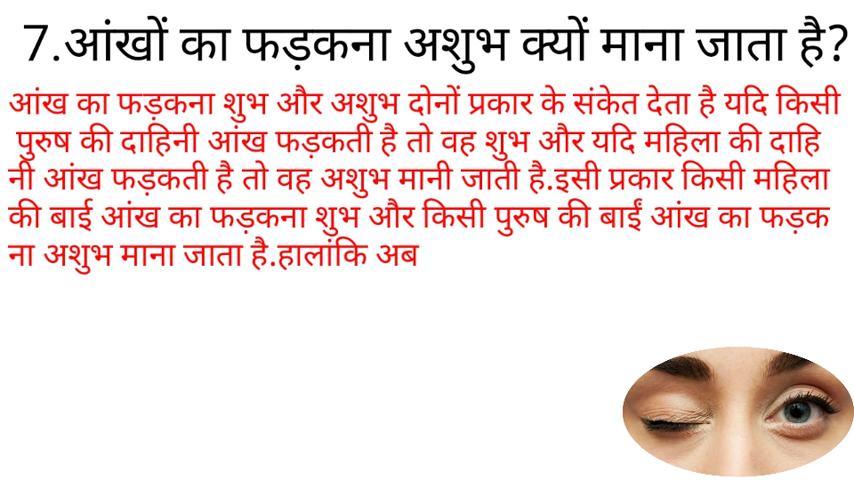 7.आंखों का फड़कना अशुभ क्यों माना जाता है?
आंख का फड़कना शुभ और अशुभ दोनों प्रकार के संकेत देता है यदि किसी
पुरुष की दाहिनी आंख फड़कती है तो वह शुभ और यदि महिला की दाहि
नी आंख फड़कती है तो वह अशुभ मानी जाती है.इसी प्रकार किसी महिला
की बाई आंख का फड़कना शुभ और किसी पुरुष की बाईं आंख का फड़क
ना अशुभ माना जाता है.हालांकि अब